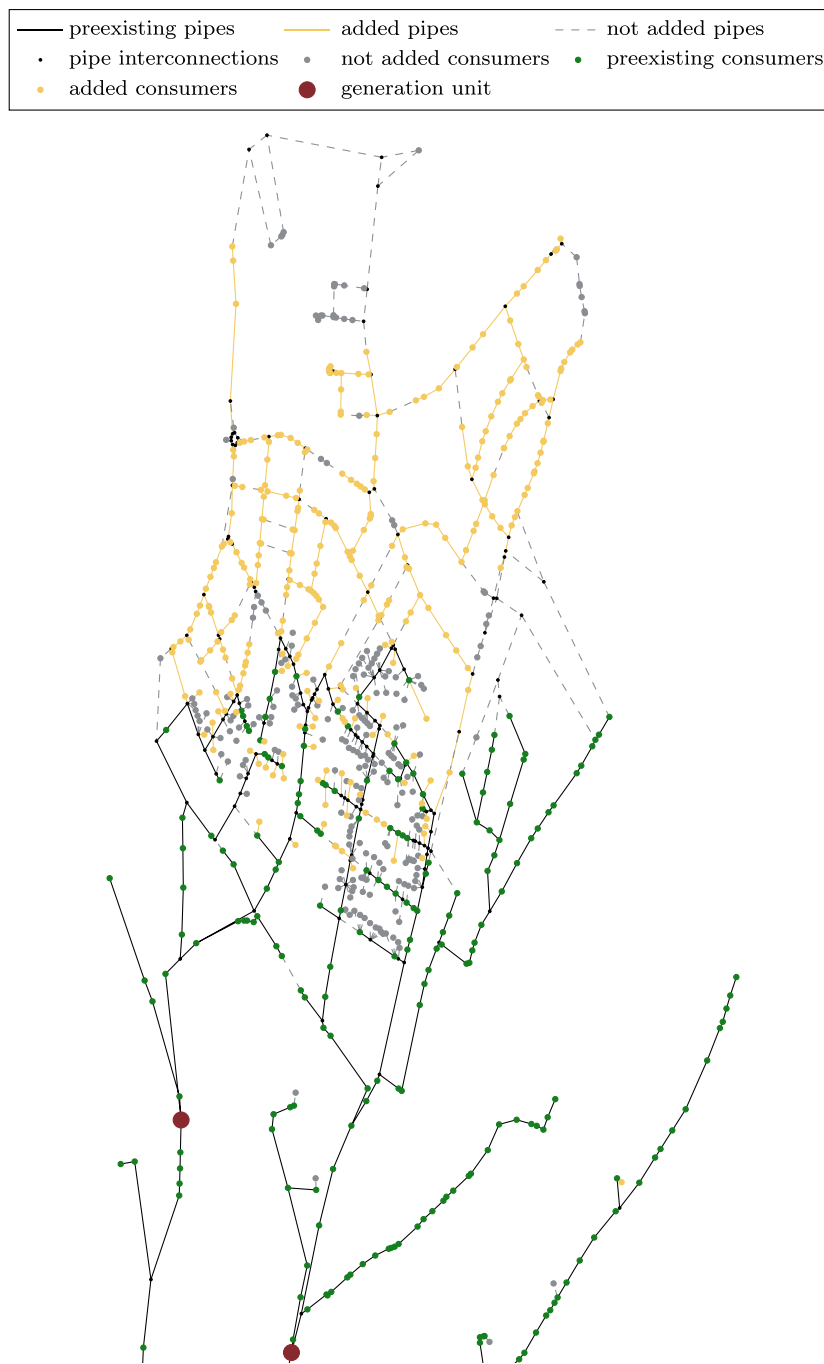 preexisting pipes added pipes not added pipes
pipe interconnections not added consumers preexisting consumers
added consumers generation unit